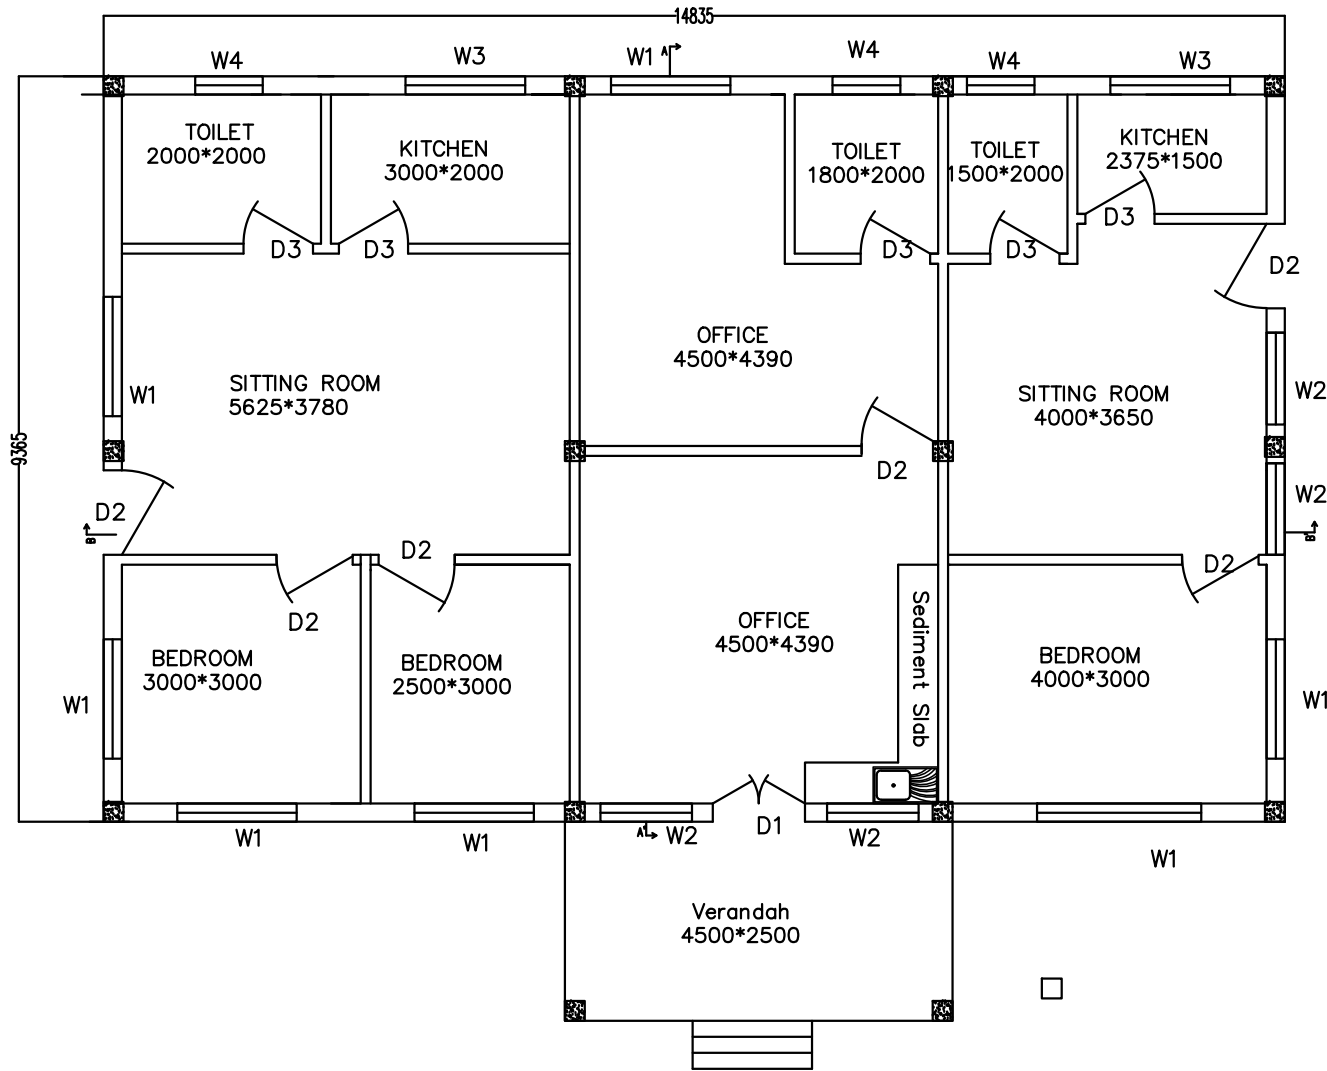 14835
W4
W3
W1
A
W4
W4
W3
TOILET
2000*2000
KITCHEN
3000*2000
TOILET
1800*2000
TOILET
1500*2000
KITCHEN
2375*1500
D3
D3
D3
D3
D3
D2
OFFICE
4500*4390
SITTING ROOM
5625*3780
W1
SITTING ROOM
4000*3650
W2
9365
D2
W2
D2
B
D2
B'
D2
D2
OFFICE
4500*4390
Sediment Slab
BEDROOM
3000*3000
BEDROOM
2500*3000
BEDROOM
4000*3000
W1
W1
W1
W1
A'
W2
D1
W2
W1
Verandah
4500*2500